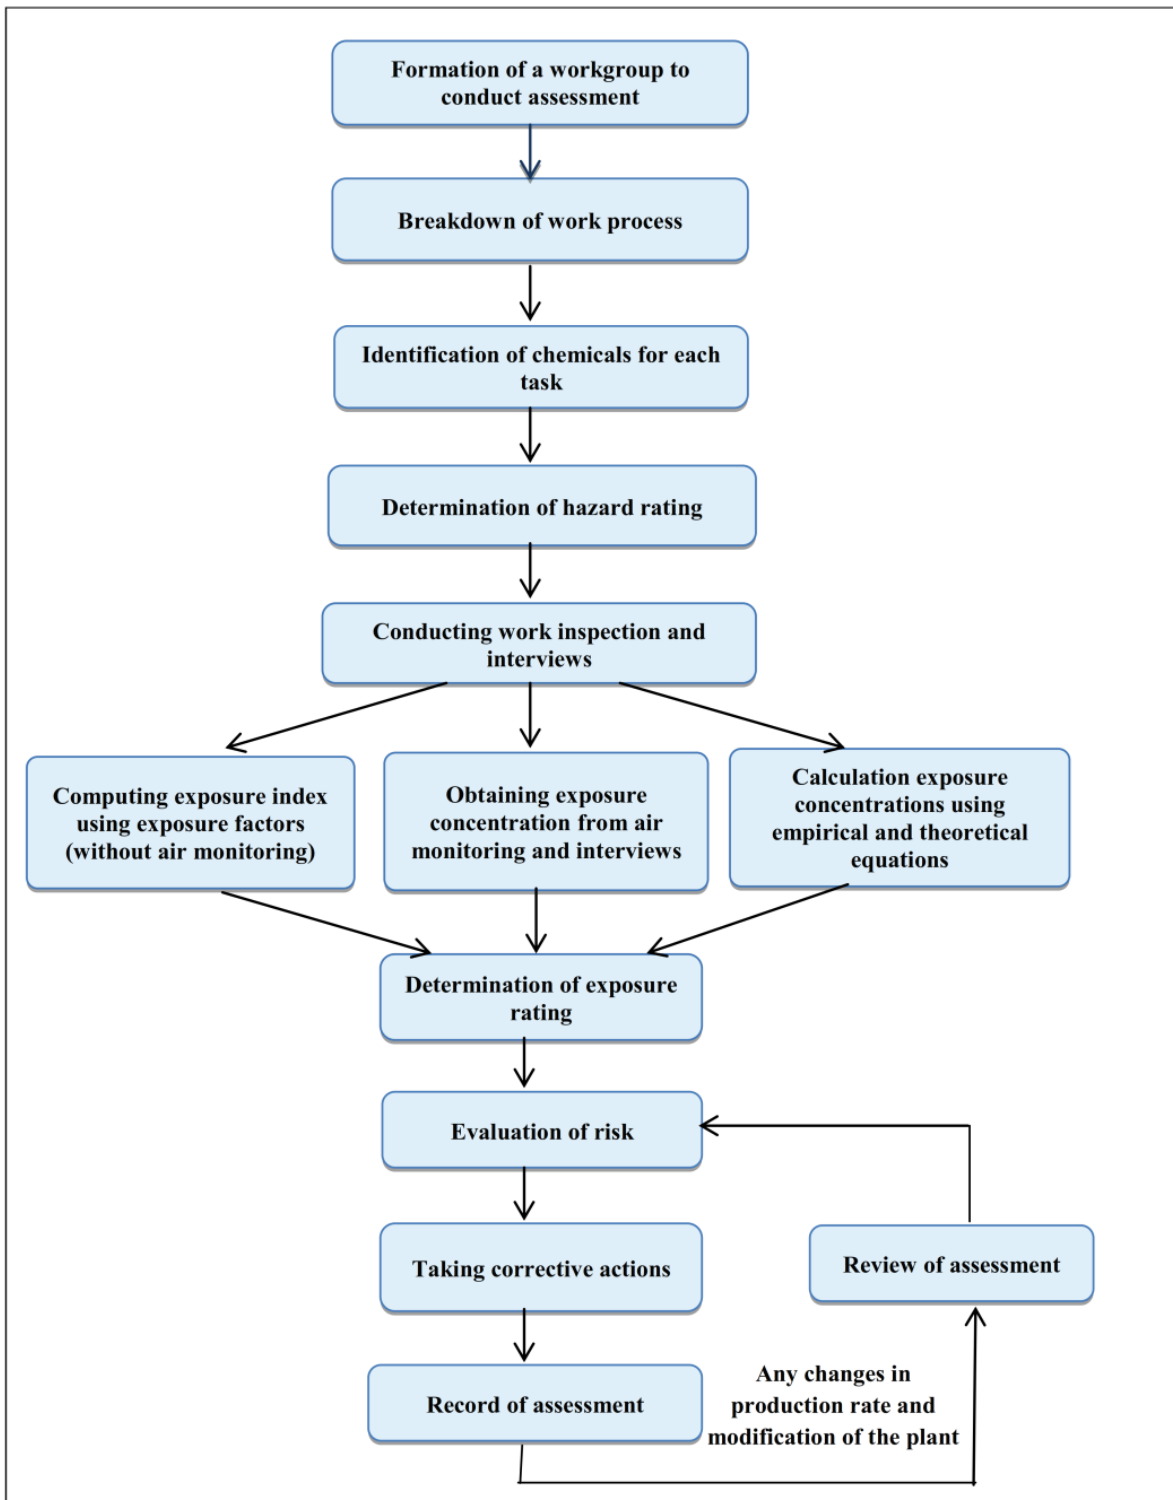 Formation of a workgroup to
conduct assessment
Breakdown of work process
Identification of chemicals for each
task
Determination of hazard rating
Conducting work inspection and
interviews
Computing exposure index
using exposure factors
(without air monitoring)
Obtaining exposure
concentration from air
monitoring and interviews
Calculation exposure
concentrations using
empirical and theoretical
equations
Determination of exposure
rating
Evaluation of risk
Taking corrective actions
Review of assessment
Record of assessment
Any changes in
production rate and
modification of the plant